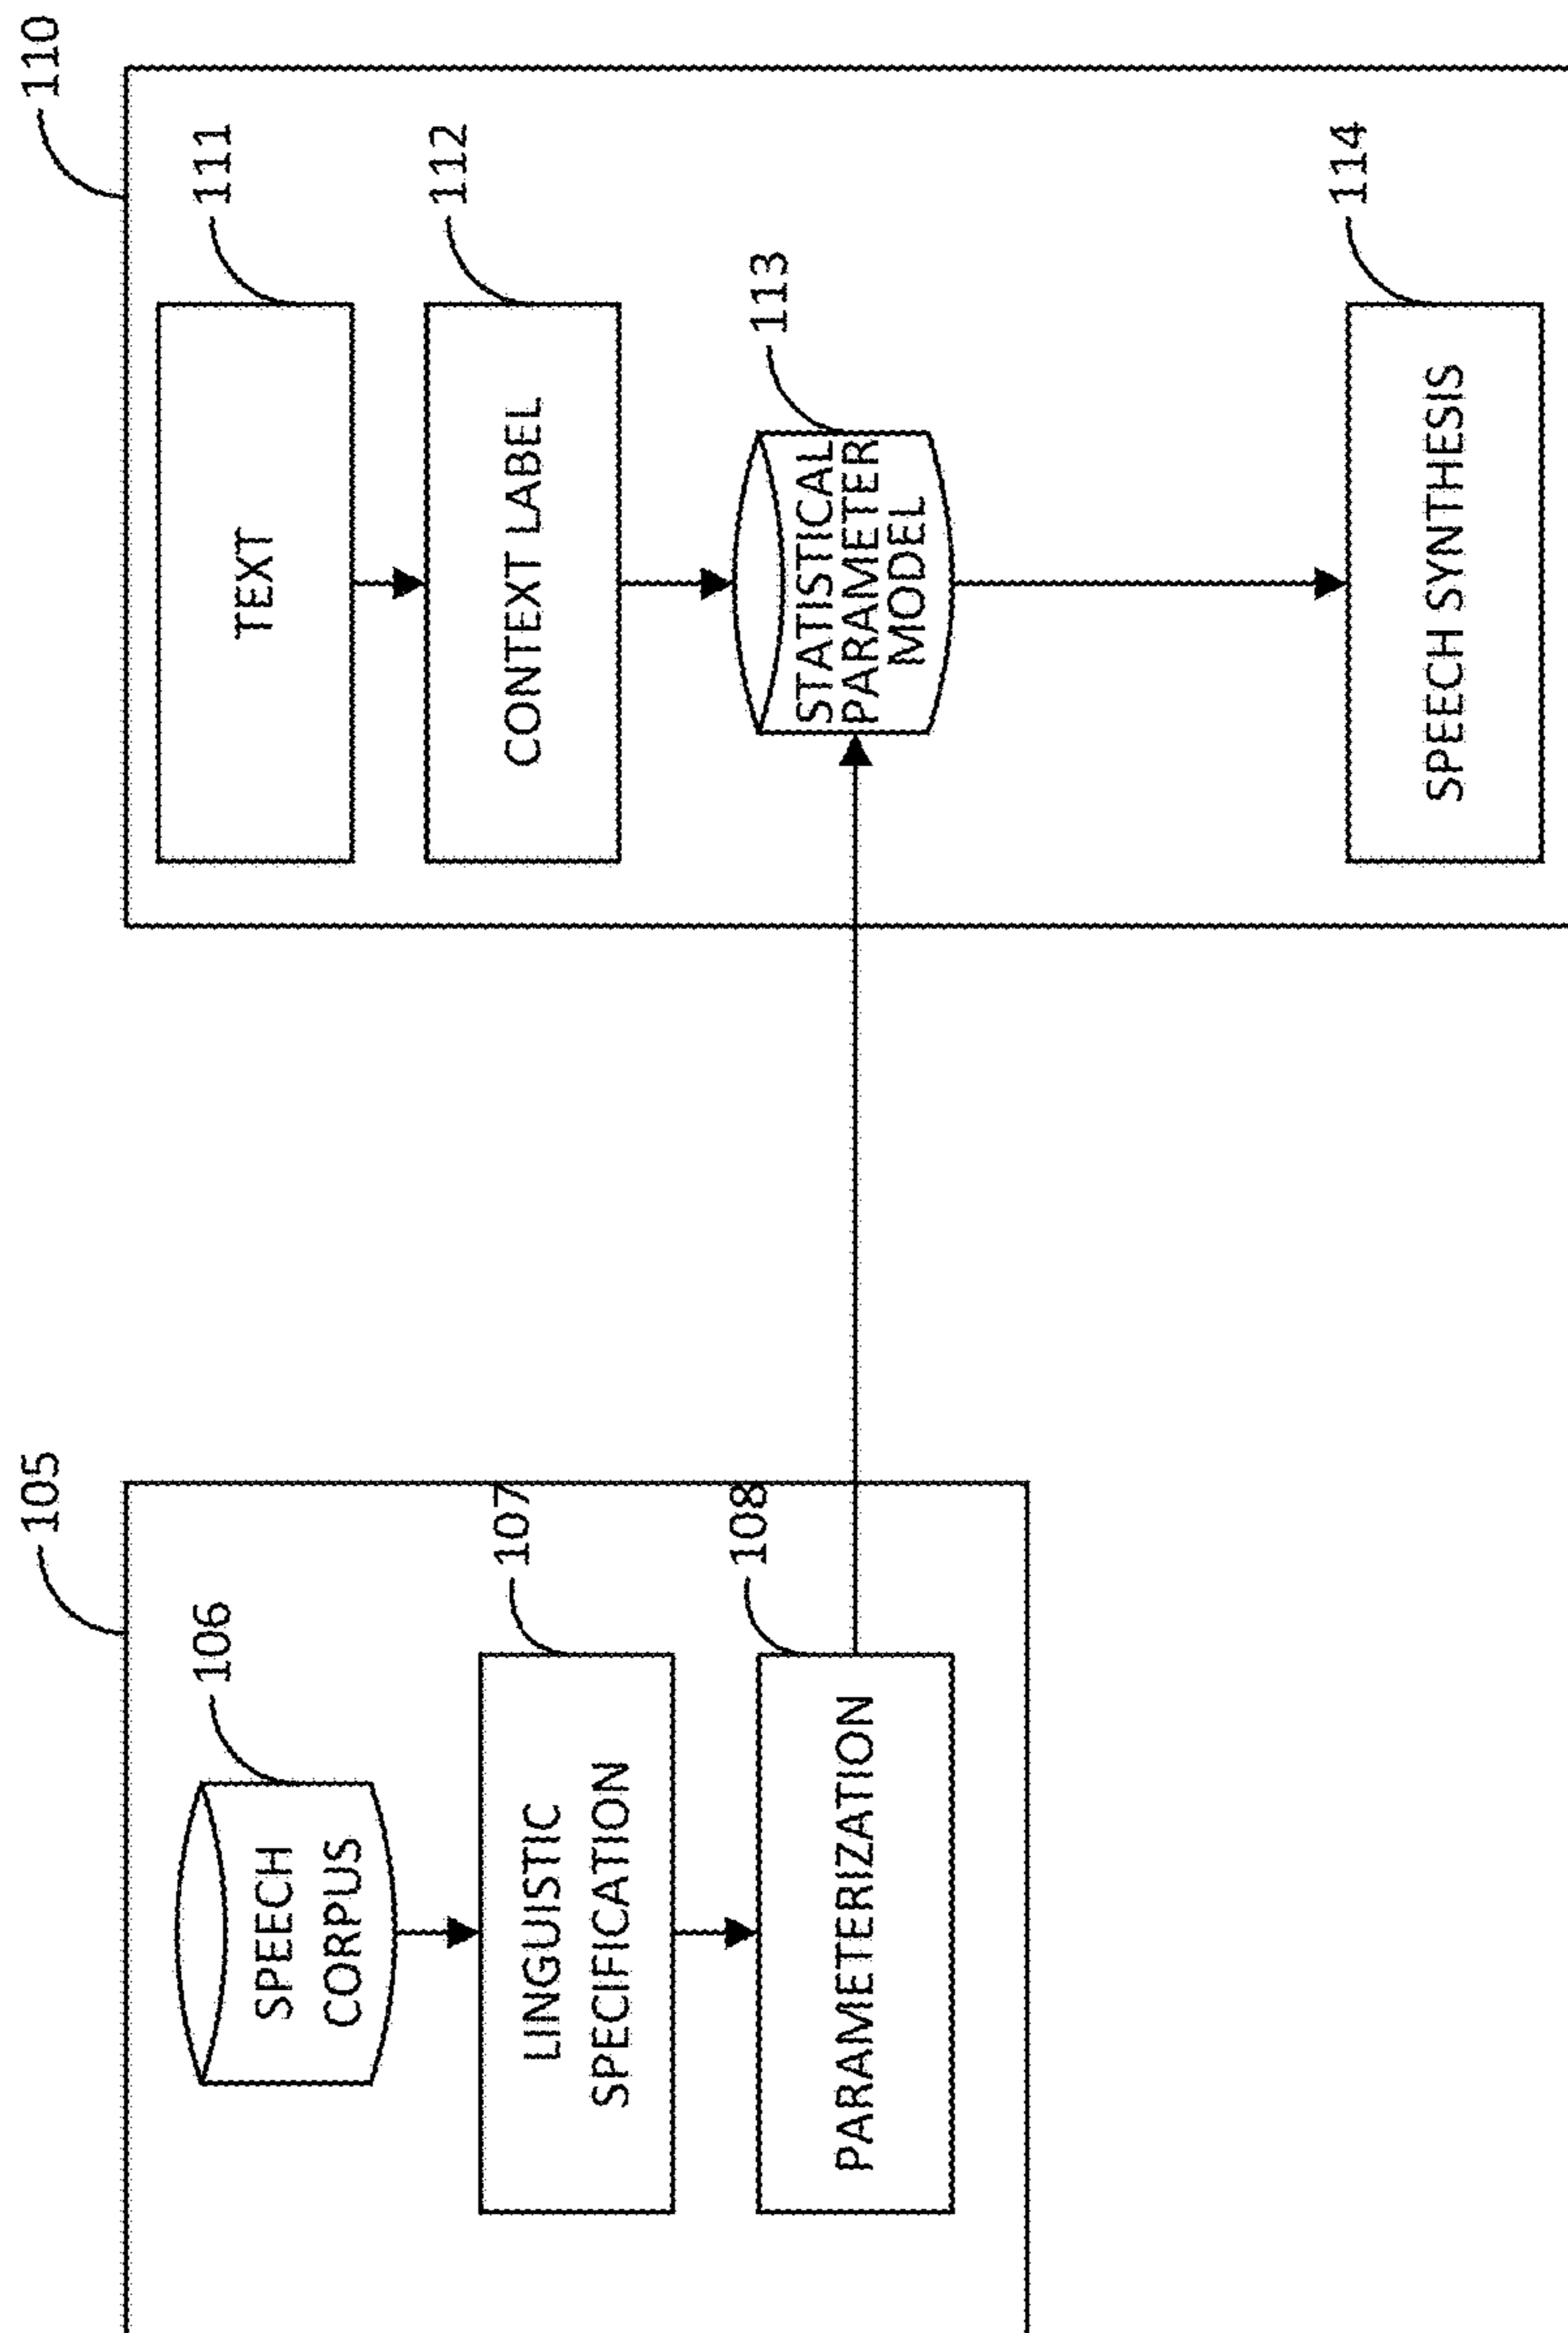 105
106
SPEECH
CORPUS
107
LINGUISTIC
SPECIFICATION
108
PARAMETERIZATION
110
111
TEXT
112
CONTEXT LABEL
113
STATISTICAL
PARAMETER
MODEL
114
SPEECH SYNTHESIS